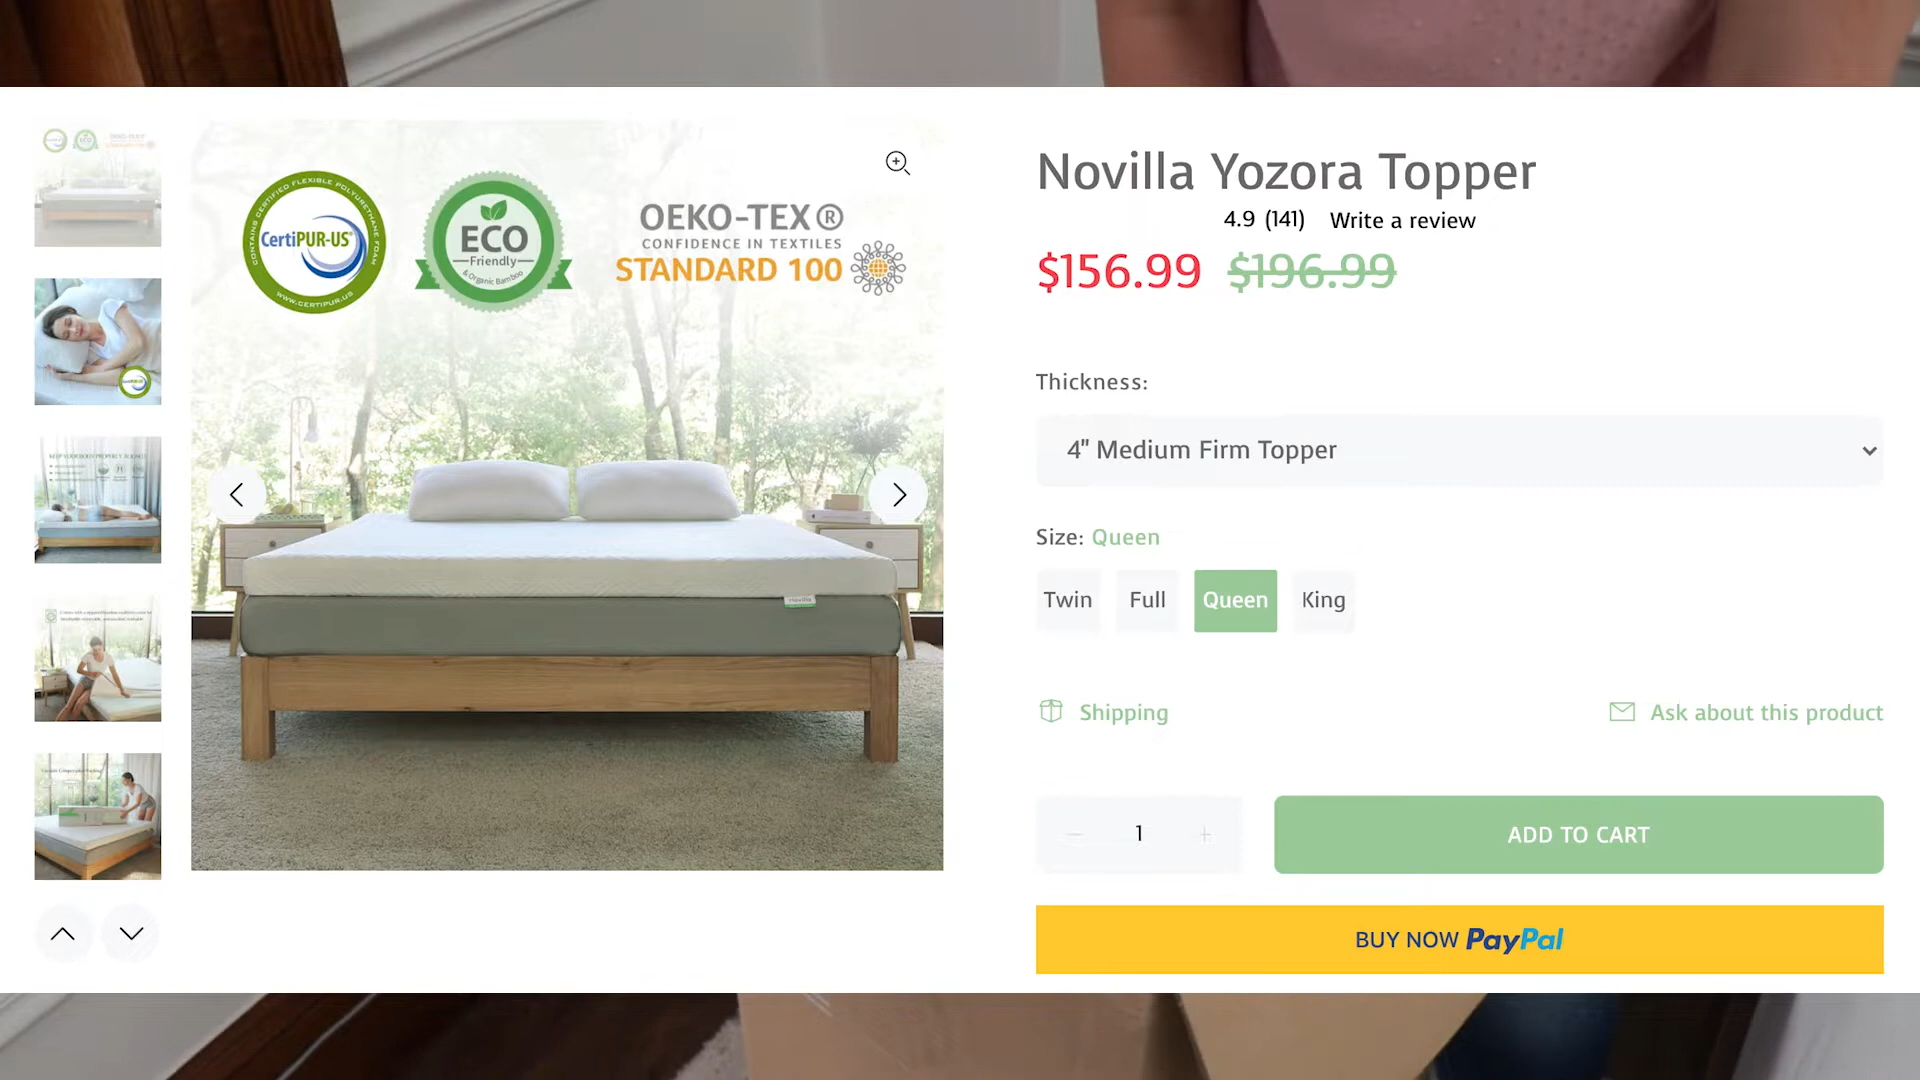 CONTAINS CERTIFIED FLEXIBLE POLYURETHANE FOAM
CertiPUR-US®
WWW.CERTIPUR.US
ECO
Friendly
& Organic Bamboo
OEKO-TEX®
CONFIDENCE IN TEXTILES
STANDARD 100
Novilla Yozora Topper
4.9 (141) Write a review
$156.99 $196.99
Thickness:
4" Medium Firm Topper
Size: Queen
Twin Full Queen King
Shipping Ask about this product
1 ADD TO CART
BUY NOW PayPal